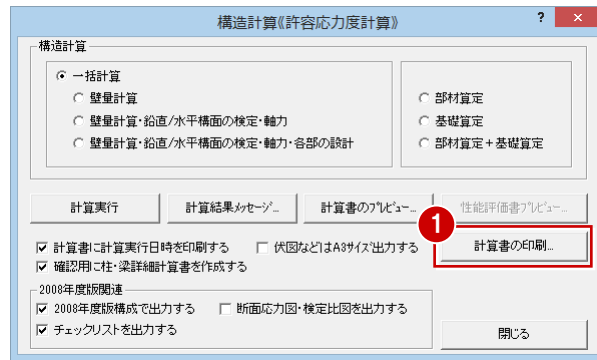 構造計算《許容応力度計算》 ? ×
構造計算
一括計算
壁量計算
壁量計算・鉛直/水平構面の検定・軸力
壁量計算・鉛直/水平構面の検定・軸力・各部の設計
部材算定
基礎算定
部材算定+基礎算定
計算実行 計算結果メッセージ... 計算書のプレビュー... 性能評価書プレビュー...
1
計算書に計算実行日時を印刷する 伏図などはA3サイズ出力する 計算書の印刷...
確認用に柱・梁詳細計算書を作成する
2008年度版関連
2008年度版構成で出力する 断面応力図・検定比図を出力する
チェックリストを出力する
閉じる